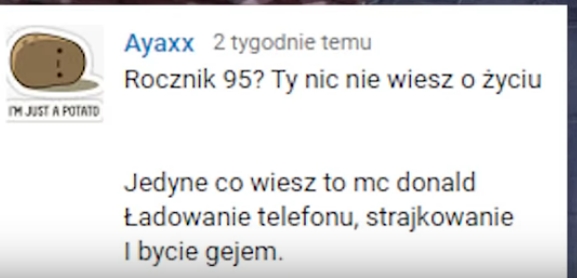 Ayaxx 2 tygodnie temu
Rocznik 95? Ty nic nie wiesz o życiu
I'M JUST A POTATO
Jedyne co wiesz to mc donald
Ładowanie telefonu, strajkowanie
I bycie gejem.